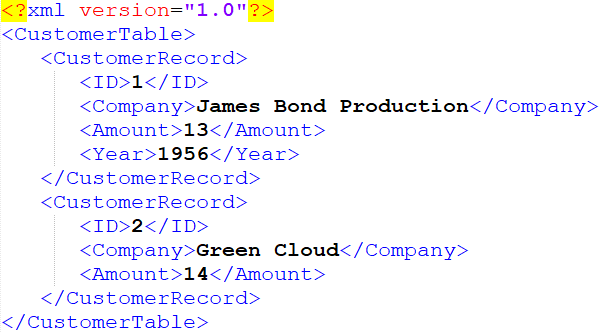 <?xml version="1.0"?>
<CustomerTable>
<CustomerRecord>
<ID>1</ID>
<Company>James Bond Production</Company>
<Amount>13</Amount>
<Year>1956</Year>
</CustomerRecord>
<CustomerRecord>
<ID>2</ID>
<Company>Green Cloud</Company>
<Amount>14</Amount>
</CustomerRecord>
</CustomerTable>